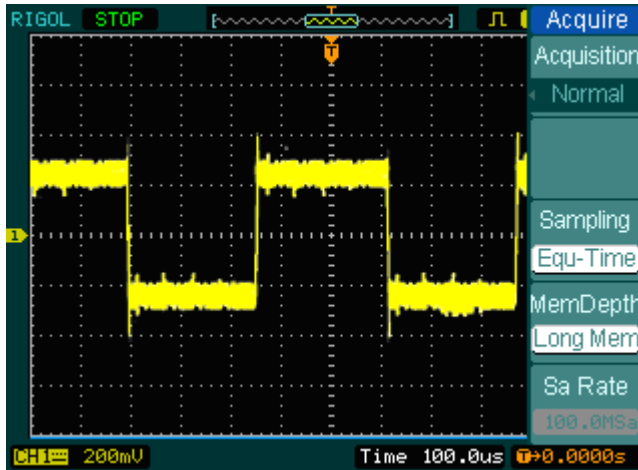 RIGOL STOP
T
Acquire
Acquisition
Normal
T
Sampling
1
Equ-Time
MemDepth
Long Mem
Sa Rate
100.0MSa
CH1 200mV Time 100.0us T→0.0000s